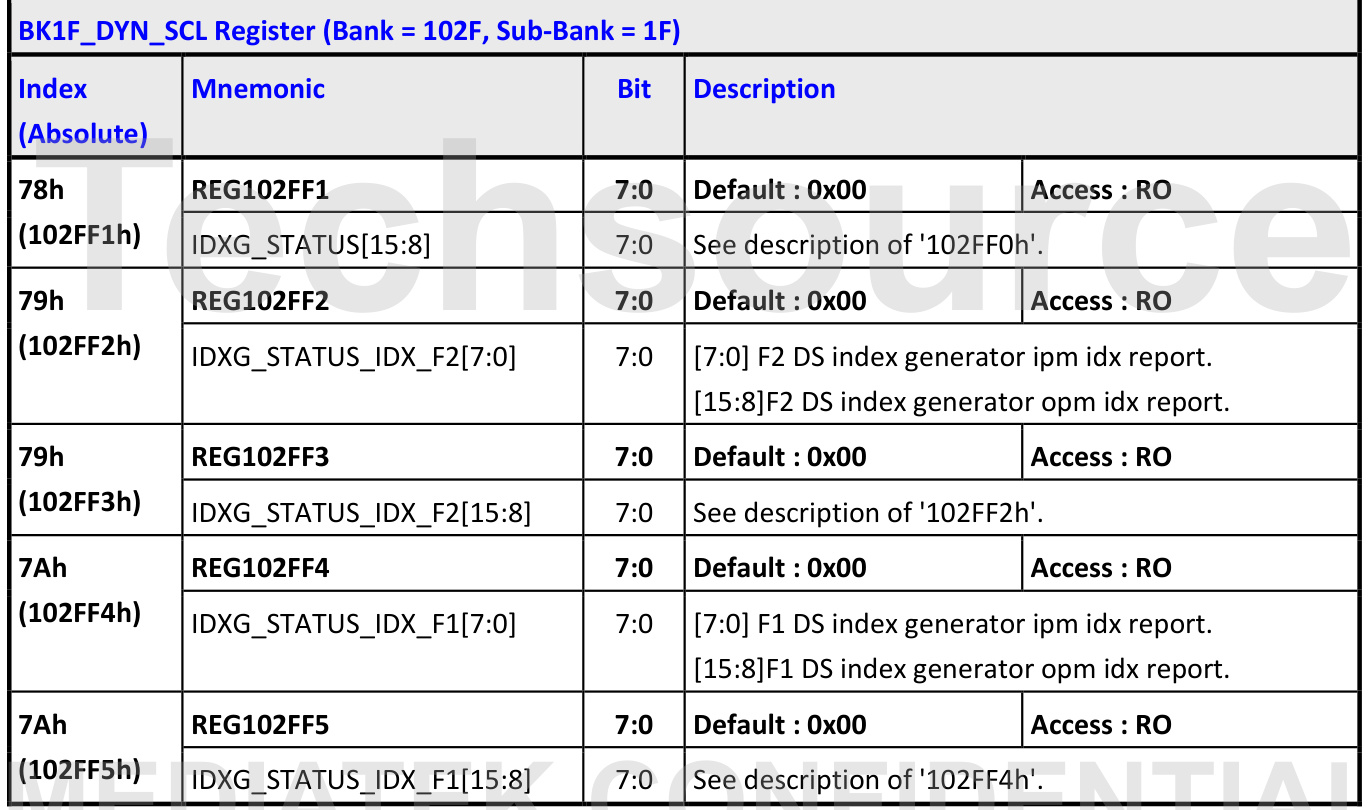 BK1F_DYN_SCL Register (Bank = 102F, Sub-Bank = 1F)
Index (Absolute) Mnemonic Bit Description
78h (102FF1h) REG102FF1 7:0 Default : 0x00 Access : RO
IDXG_STATUS[15:8] 7:0 See description of '102FF0h'.
79h (102FF2h) REG102FF2 7:0 Default : 0x00 Access : RO
IDXG_STATUS_IDX_F2[7:0] 7:0 [7:0] F2 DS index generator ipm idx report.
[15:8]F2 DS index generator opm idx report.
79h (102FF3h) REG102FF3 7:0 Default : 0x00 Access : RO
IDXG_STATUS_IDX_F2[15:8] 7:0 See description of '102FF2h'.
7Ah (102FF4h) REG102FF4 7:0 Default : 0x00 Access : RO
IDXG_STATUS_IDX_F1[7:0] 7:0 [7:0] F1 DS index generator ipm idx report.
[15:8]F1 DS index generator opm idx report.
7Ah (102FF5h) REG102FF5 7:0 Default : 0x00 Access : RO
IDXG_STATUS_IDX_F1[15:8] 7:0 See description of '102FF4h'.
Techsource
MEDIATEK CONFIDENTIAL